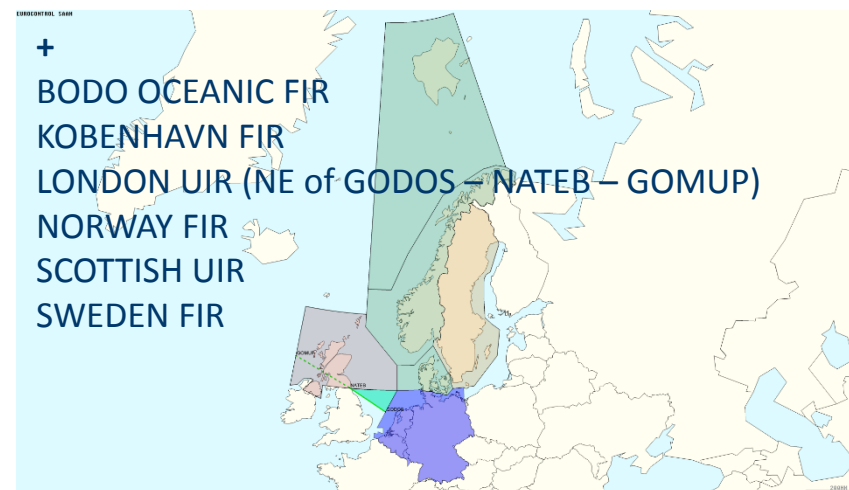 EUROCONTROL SAAM
+
BODO OCEANIC FIR
KOBENHAVN FIR
LONDON UIR (NE of GODOS – NATEB – GOMUP)
NORWAY FIR
SCOTTISH UIR
SWEDEN FIR
GOMUP
NATEB
GODOS
200NM